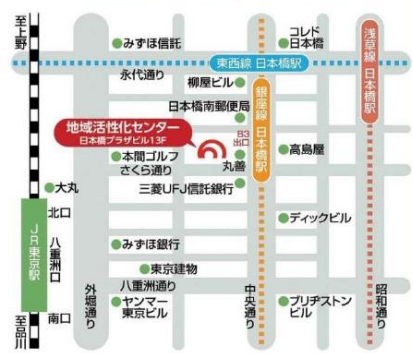 至上野
みずほ信託
コレド
日本橋
浅草線 日本橋駅
東西線 日本橋駅
永代通り
柳屋ビル
銀座線 日本橋駅
日本橋南郵便局
地域活性化センター
日本橋プラザビル13F
B3
出口
本間ゴルフ
丸善
高島屋
さくら通り
大丸
三菱UFJ信託銀行
北口
ディックビル
JR東京駅
八重洲口
みずほ銀行
東京建物
八重洲通り
外堀通り
ヤンマー
東京ビル
中央通り
ブリヂストン
ビル
昭和通り
南口
至品川